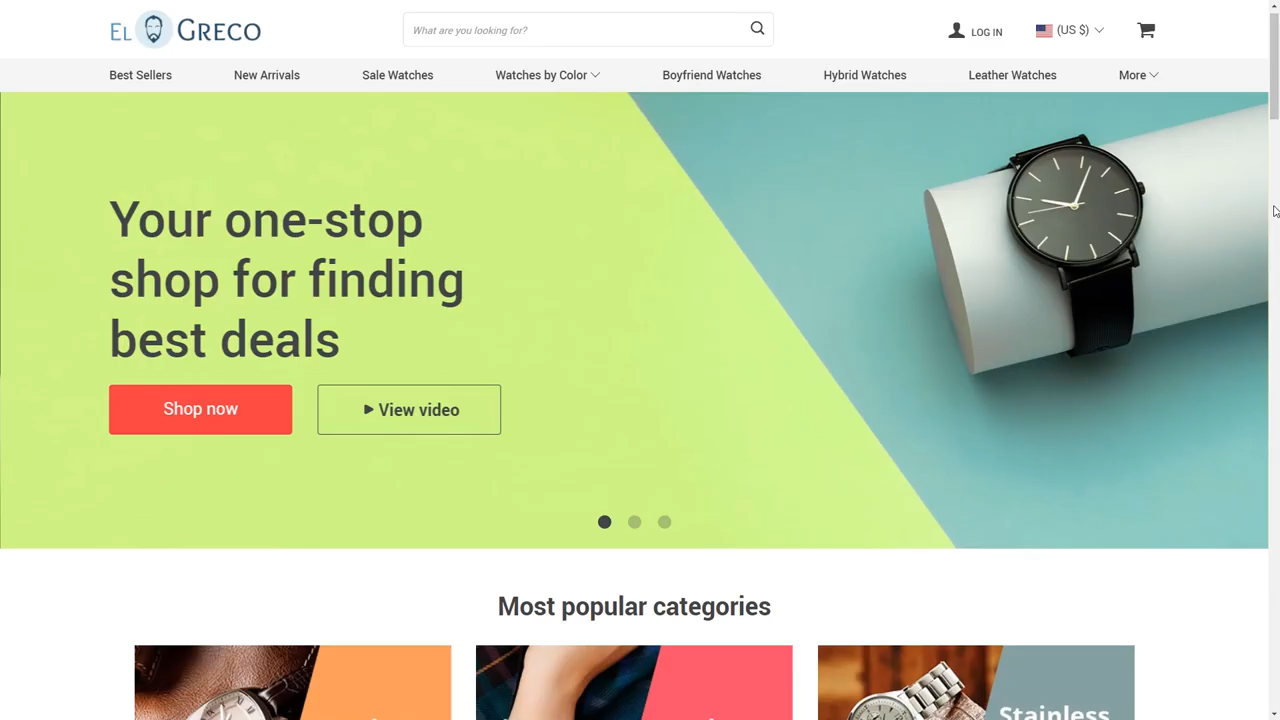 EL GRECO
What are you looking for?
LOG IN
(US $)
Best Sellers
New Arrivals
Sale Watches
Watches by Color
Boyfriend Watches
Hybrid Watches
Leather Watches
More
Your one-stop
shop for finding
best deals
Shop now
View video
Most popular categories
Stainless